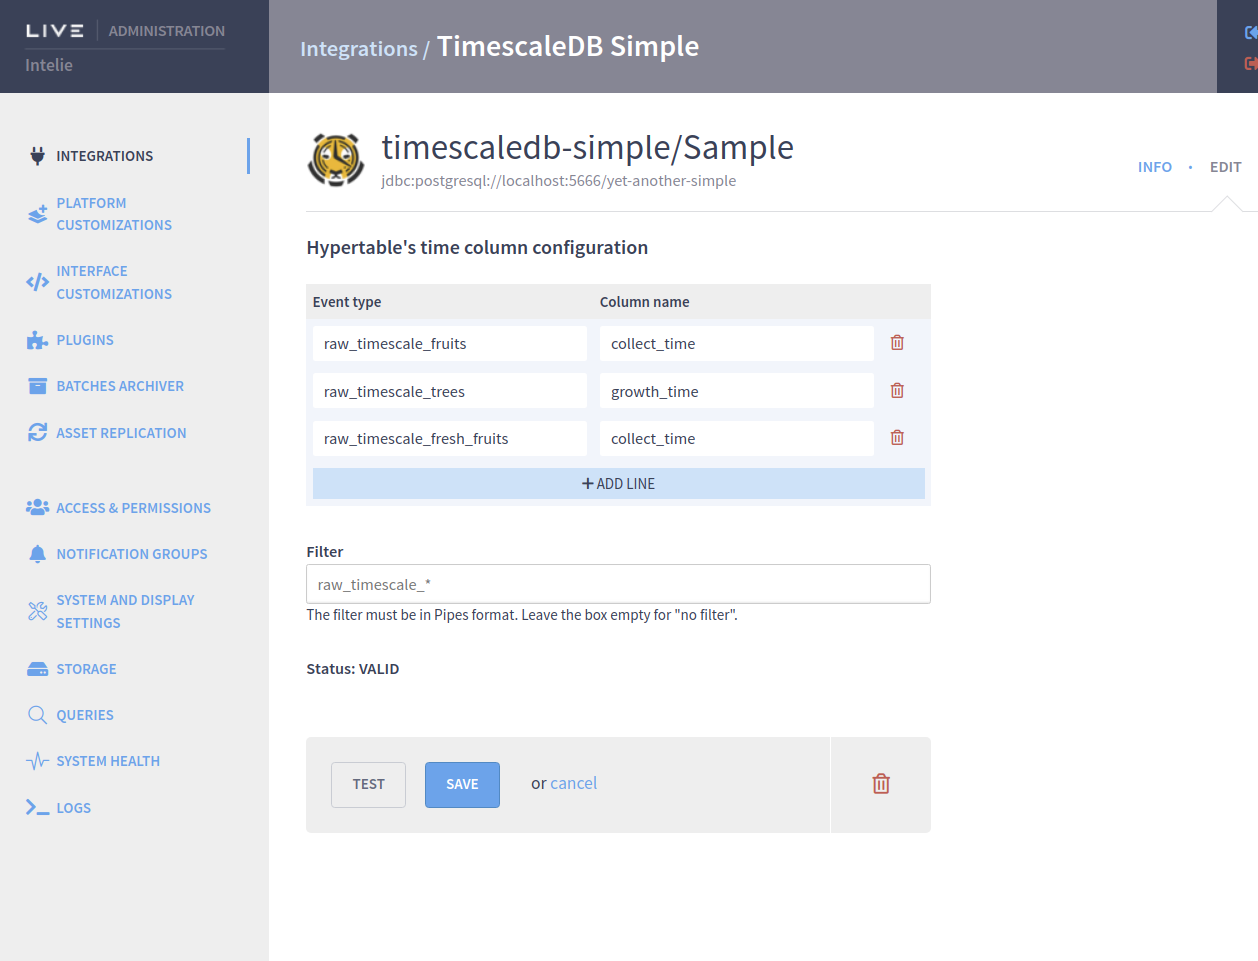 LIVE ADMINISTRATION
Intelie
Integrations / TimescaleDB Simple
INTEGRATIONS
PLATFORM
CUSTOMIZATIONS
INTERFACE
CUSTOMIZATIONS
PLUGINS
BATCHES ARCHIVER
ASSET REPLICATION
ACCESS & PERMISSIONS
NOTIFICATION GROUPS
SYSTEM AND DISPLAY
SETTINGS
STORAGE
QUERIES
SYSTEM HEALTH
LOGS
timescaledb-simple/Sample
jdbc:postgresql://localhost:5666/yet-another-simple
INFO • EDIT
Hypertable's time column configuration
Event type Column name
raw_timescale_fruits collect_time
raw_timescale_trees growth_time
raw_timescale_fresh_fruits collect_time
+ ADD LINE
Filter
raw_timescale_*
The filter must be in Pipes format. Leave the box empty for "no filter".
Status: VALID
TEST SAVE or cancel